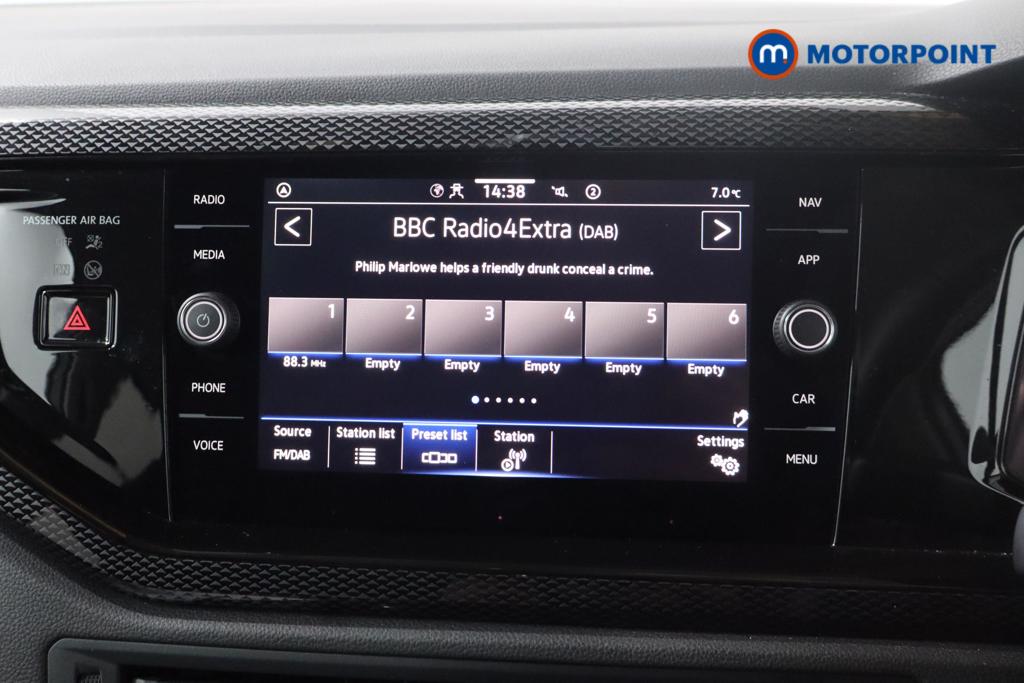 m. MOTORPOINT
PASSENGER AIR BAG
OFF
RADIO
MEDIA
PHONE
VOICE
14:38
2
7.0 °C
< BBC Radio4Extra (DAB) >
Philip Marlowe helps a friendly drunk conceal a crime.
1 2 3 4 5 6
88.3 MHz Empty Empty Empty Empty Empty
Source Station list Preset list Station Settings
FM/DAB
NAV
APP
CAR
MENU